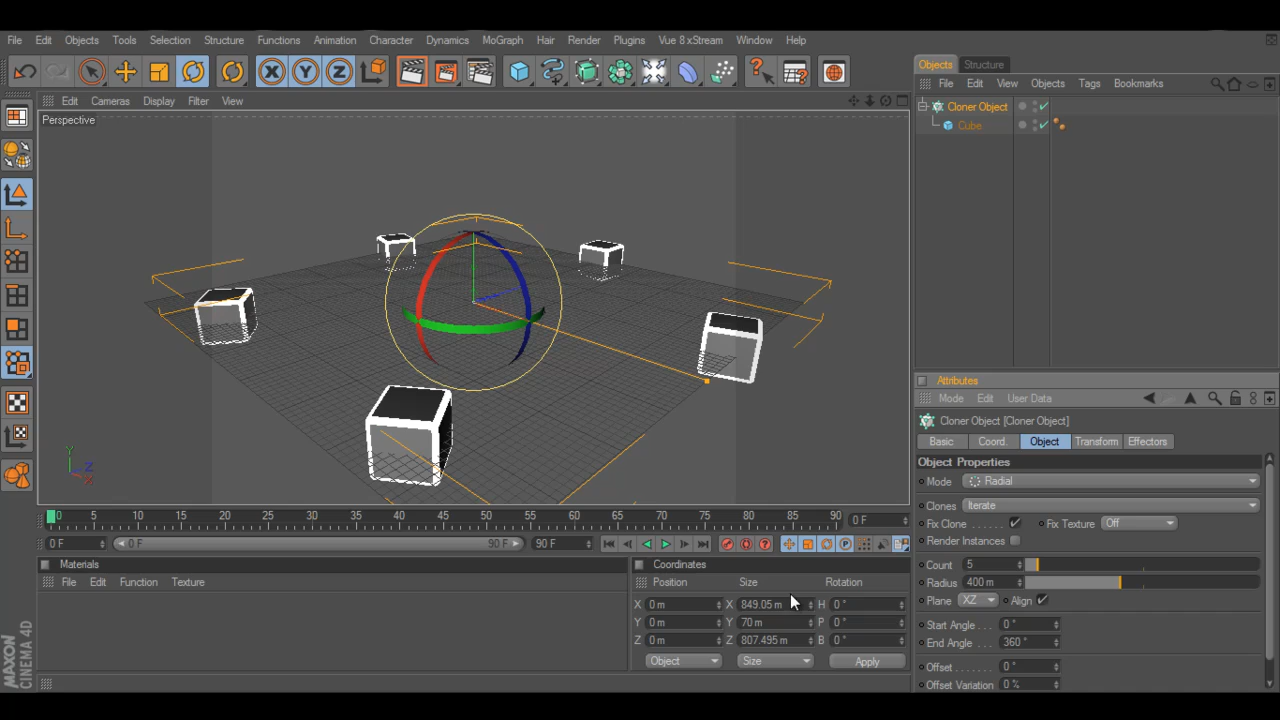 File Edit Objects Tools Selection Structure Functions Animation Character Dynamics MoGraph Hair Render Plugins Vue 8 xStream Window Help
X Y Z
Objects Structure
File Edit View Objects Tags Bookmarks
Edit Cameras Display Filter View
Perspective
Cloner Object
Cube
Y
Z
X
Attributes
Mode Edit User Data
Cloner Object [Cloner Object]
Basic Coord. Object Transform Effectors
Object Properties
Mode Radial
Clones Iterate
Fix Clone . . . . . . Fix Texture Off
Render Instances
Count 5
Radius 400 m
Plane XZ Align
Start Angle . . . 0 °
End Angle . . . . 360 °
Offset . . . . . . . 0 °
Offset Variation 0 %
0 5 10 15 20 25 30 35 40 45 50 55 60 65 70 75 80 85 90 0 F
0 F 0 F 90 F 90 F
Materials
File Edit Function Texture
Coordinates
Position Size Rotation
X 0 m X 849.05 m H 0 °
Y 0 m Y 70 m P 0 °
Z 0 m Z 807.495 m B 0 °
Object Size Apply
MAXON
CINEMA 4D